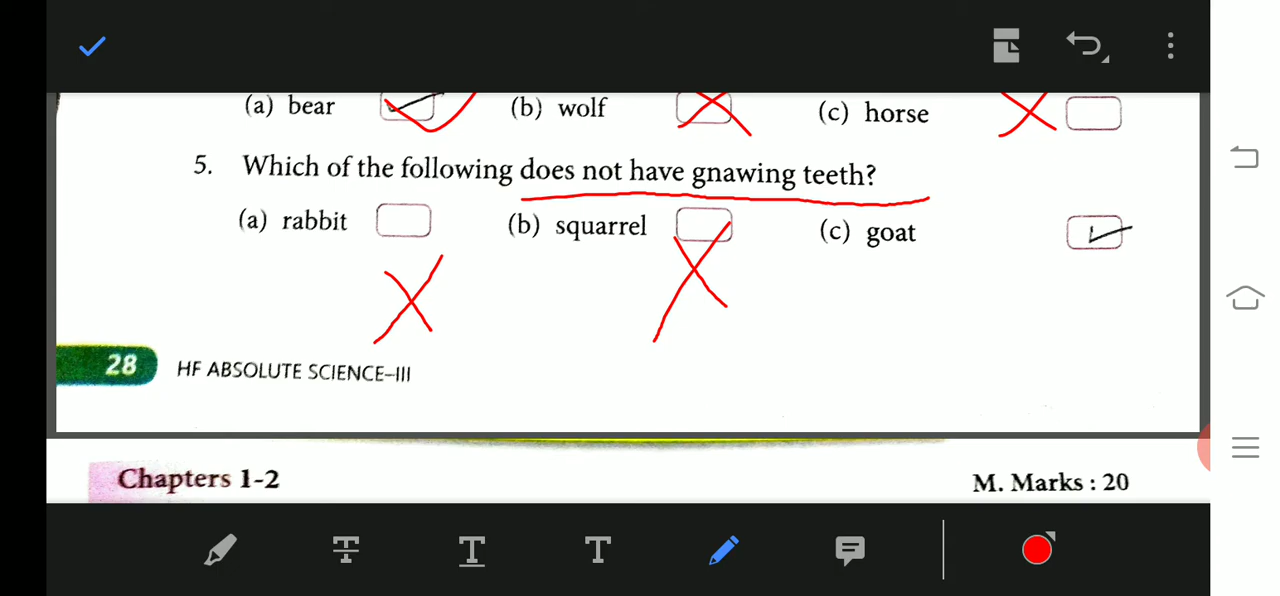 (a) bear (b) wolf (c) horse
5. Which of the following does not have gnawing teeth?
(a) rabbit (b) squarrel (c) goat
28 HF ABSOLUTE SCIENCE–III
Chapters 1-2 M. Marks : 20
T T T